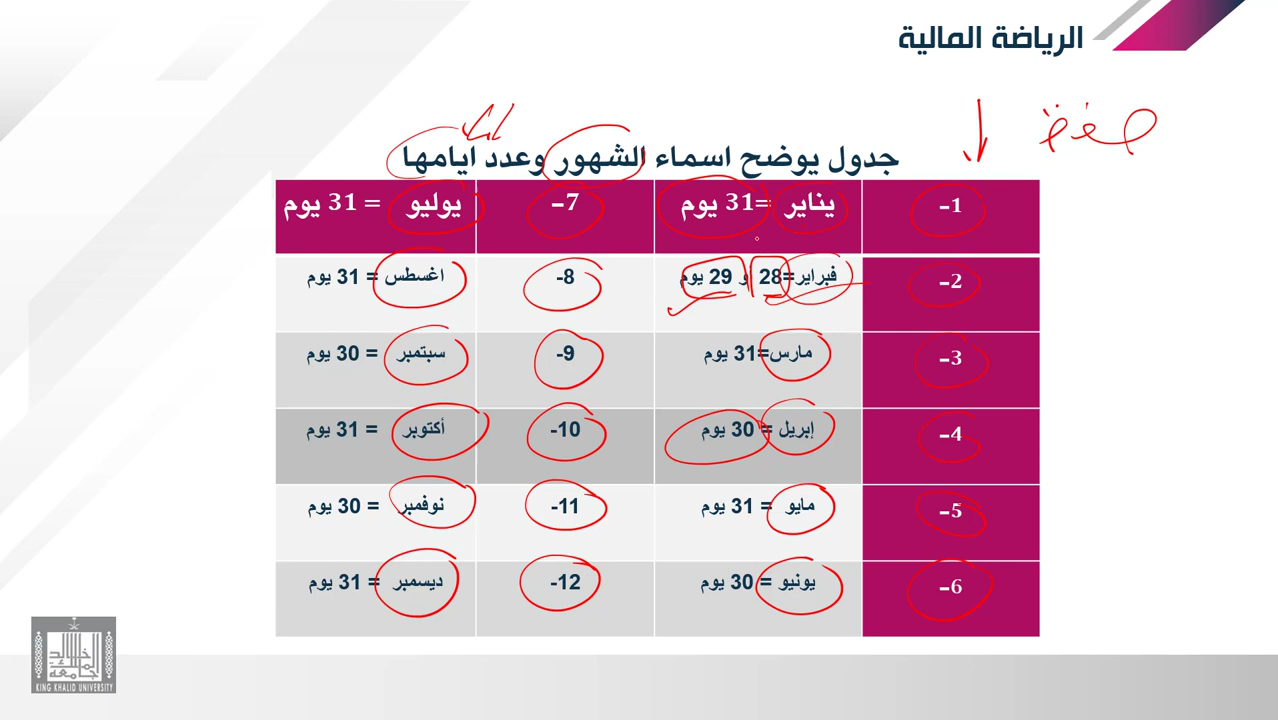 الرياضة المالية
جدول يوضح اسماء الشهور وعدد ايامها
1- يناير =31 يوم 7- يوليو = 31 يوم
2- فبراير=28 و 29 يوم 8- اغسطس = 31 يوم
3- مارس=31 يوم 9- سبتمبر = 30 يوم
4- إبريل = 30 يوم 10- أكتوبر = 31 يوم
5- مايو = 31 يوم 11- نوفمبر = 30 يوم
6- يونيو = 30 يوم 12- ديسمبر = 31 يوم
جامعة الملك خالد
KING KHALID UNIVERSITY